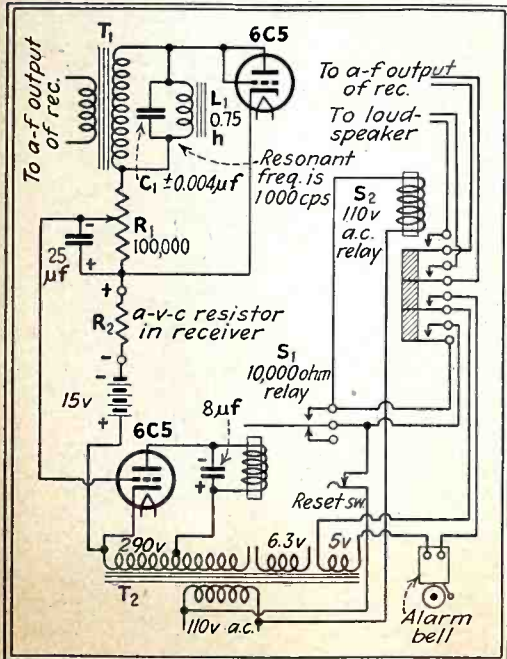 T₁
6C5
To a-f output
of rec.
L₁
0.75
h
C₁ ±0.004μf
Resonant
freq. is
1000 cps
To a-f output
of rec.
To loud-
speaker
S₂
110v
a.c.
relay
-
25
μf
+
R₁
100,000
+
R₂
a-v-c resistor
in receiver
-
-
15v
+
S₁
10,000 ohm
relay
6C5
-
8μf
+
Reset sw.
290v
6.3v
5v
T₂
110v a.c.
Alarm
bell